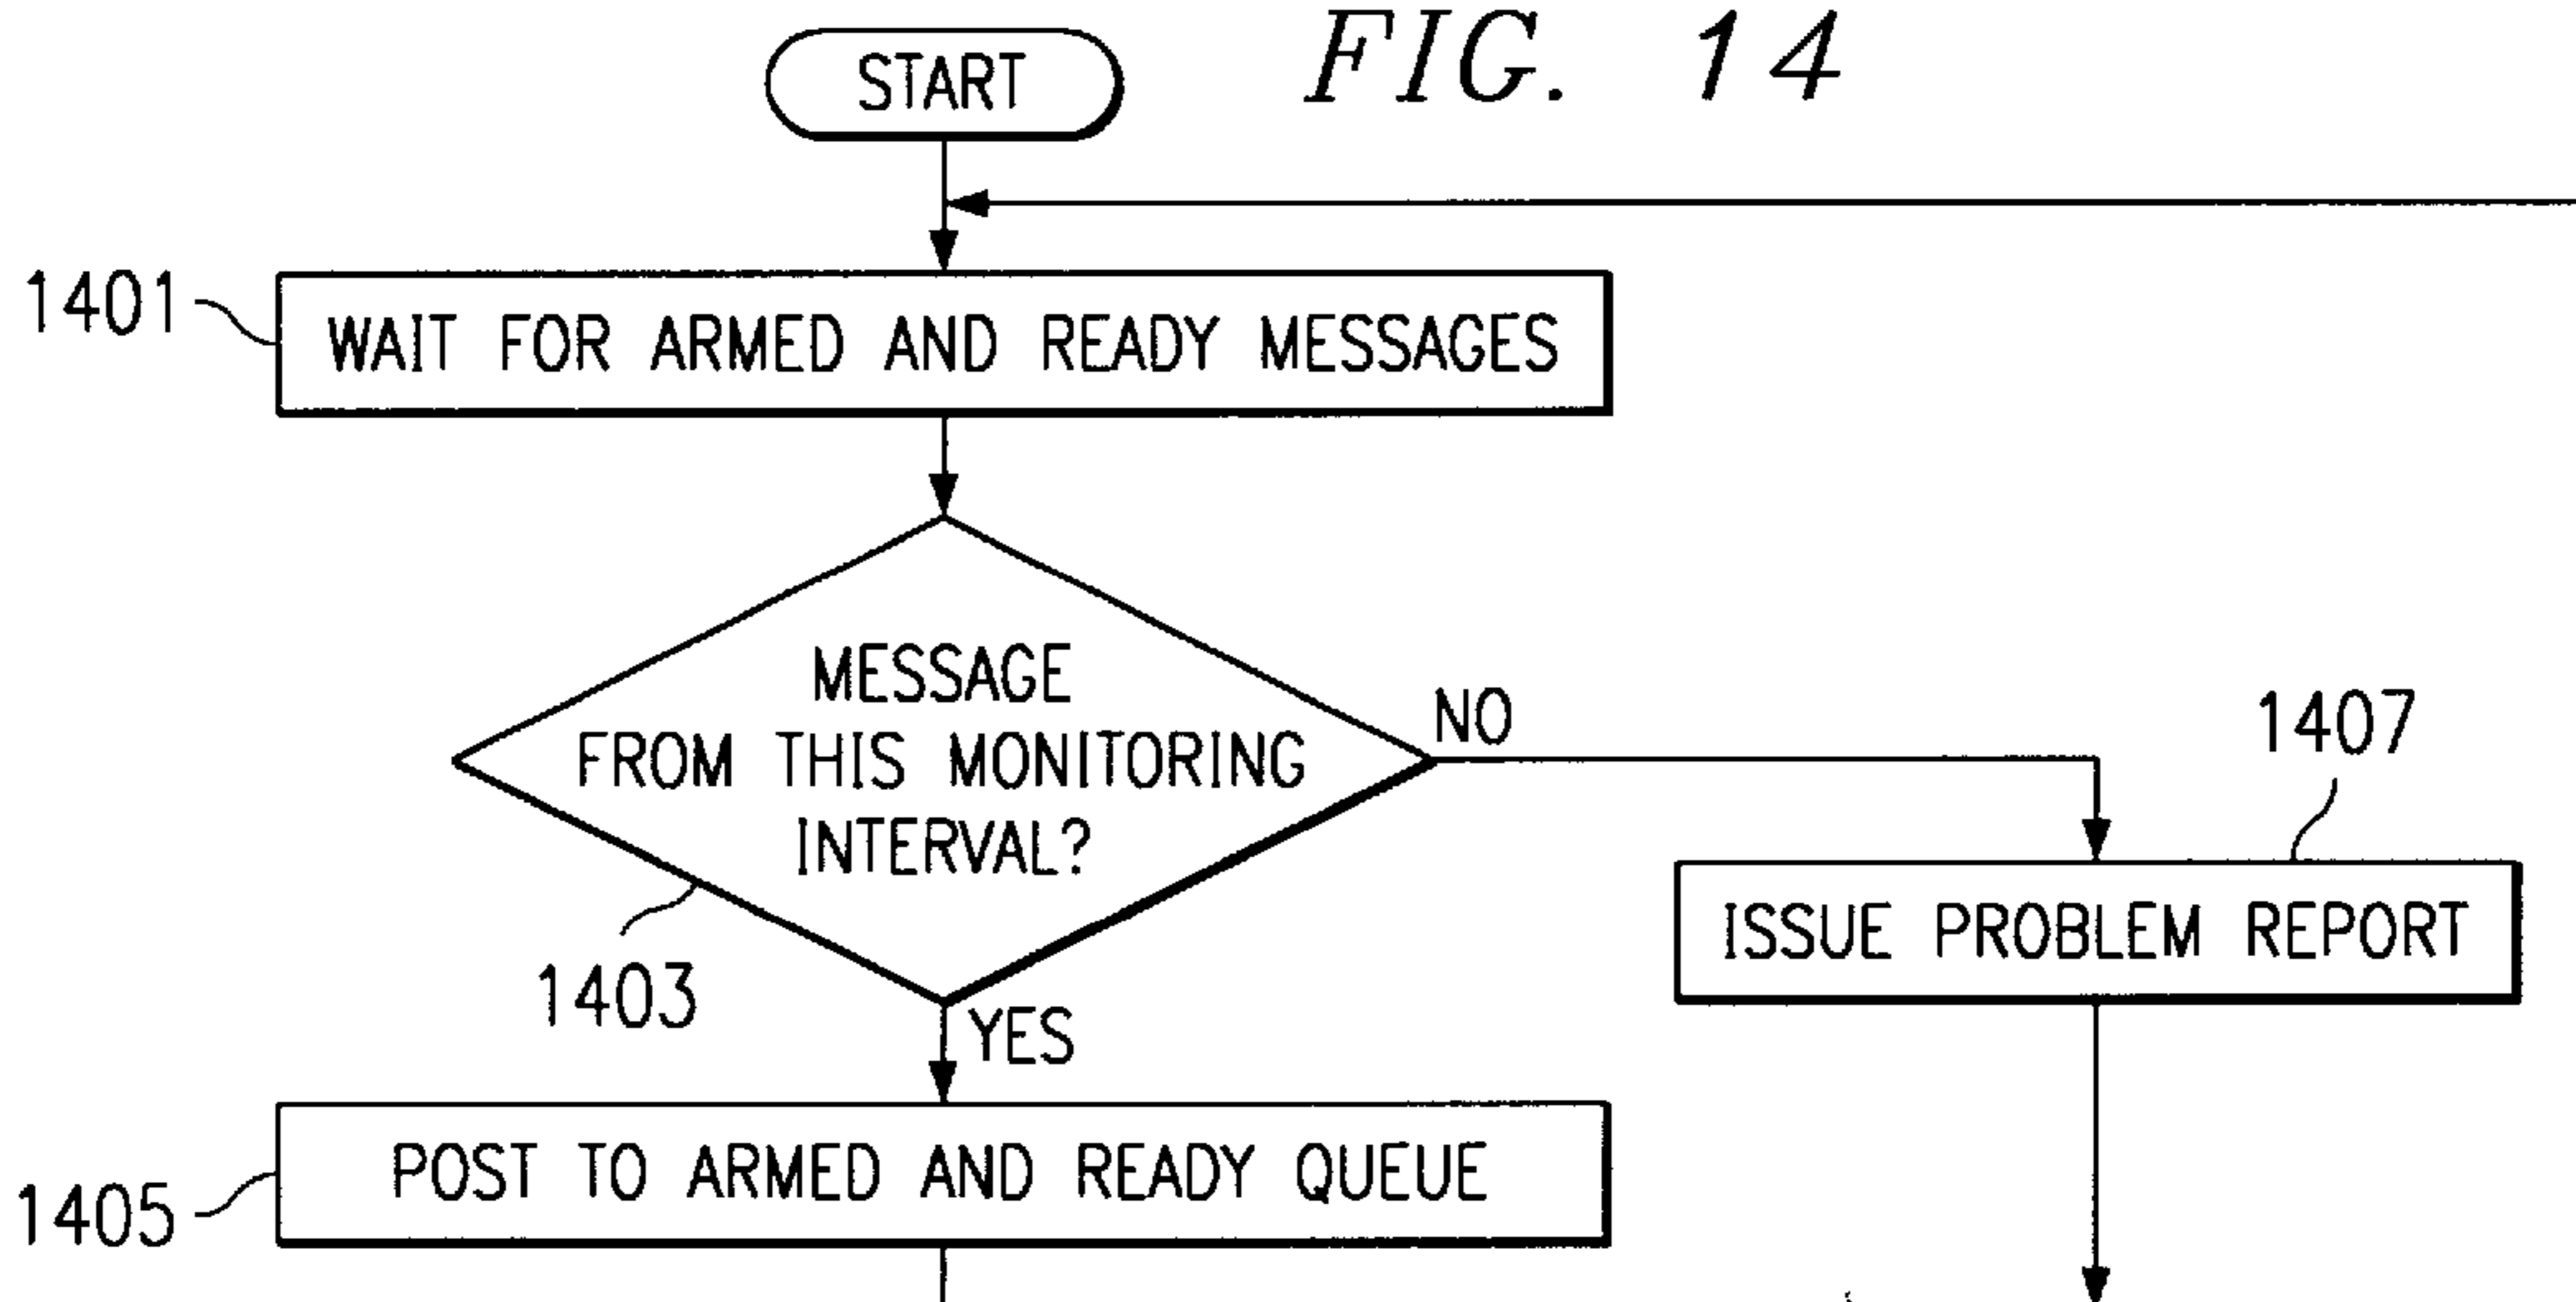 FIG. 14
START
1401
WAIT FOR ARMED AND READY MESSAGES
MESSAGE
FROM THIS MONITORING
INTERVAL?
NO
1403
YES
1407
ISSUE PROBLEM REPORT
1405
POST TO ARMED AND READY QUEUE